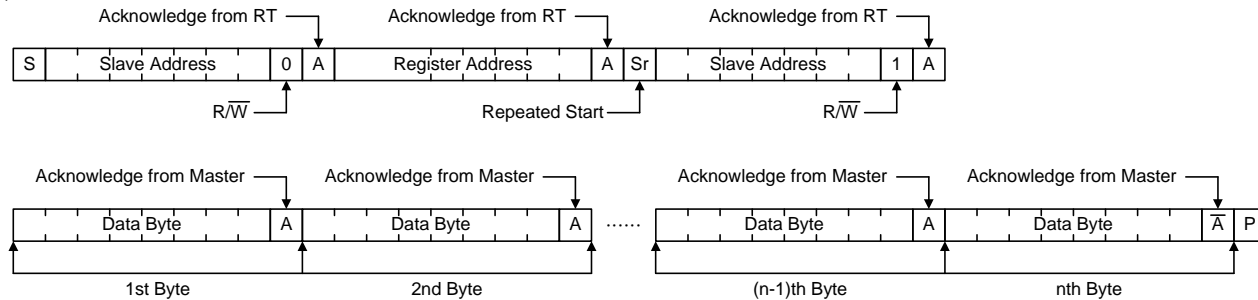 Acknowledge from RT Acknowledge from RT Acknowledge from RT
S Slave Address 0 A Register Address A Sr Slave Address 1 A
R/W̅ Repeated Start R/W̅
Acknowledge from Master Acknowledge from Master Acknowledge from Master Acknowledge from Master
Data Byte A Data Byte A ...... Data Byte A Data Byte A̅ P
1st Byte 2nd Byte (n-1)th Byte nth Byte